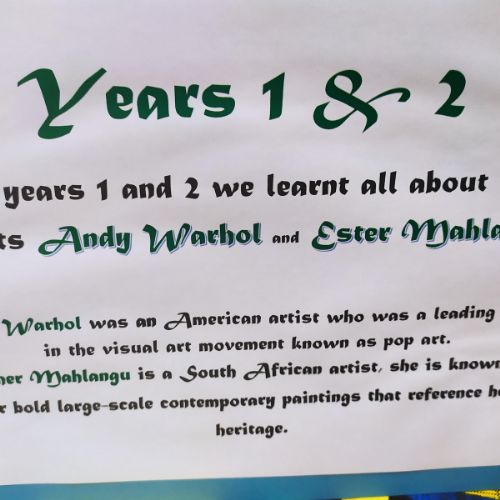 Years 1 & 2
years 1 and 2 we learnt all about
ts Andy Warhol and Ester Mahla
Warhol was an American artist who was a leading
in the visual art movement known as pop art.
her Mahlangu is a South African artist, she is known
r bold large-scale contemporary paintings that reference he
heritage.